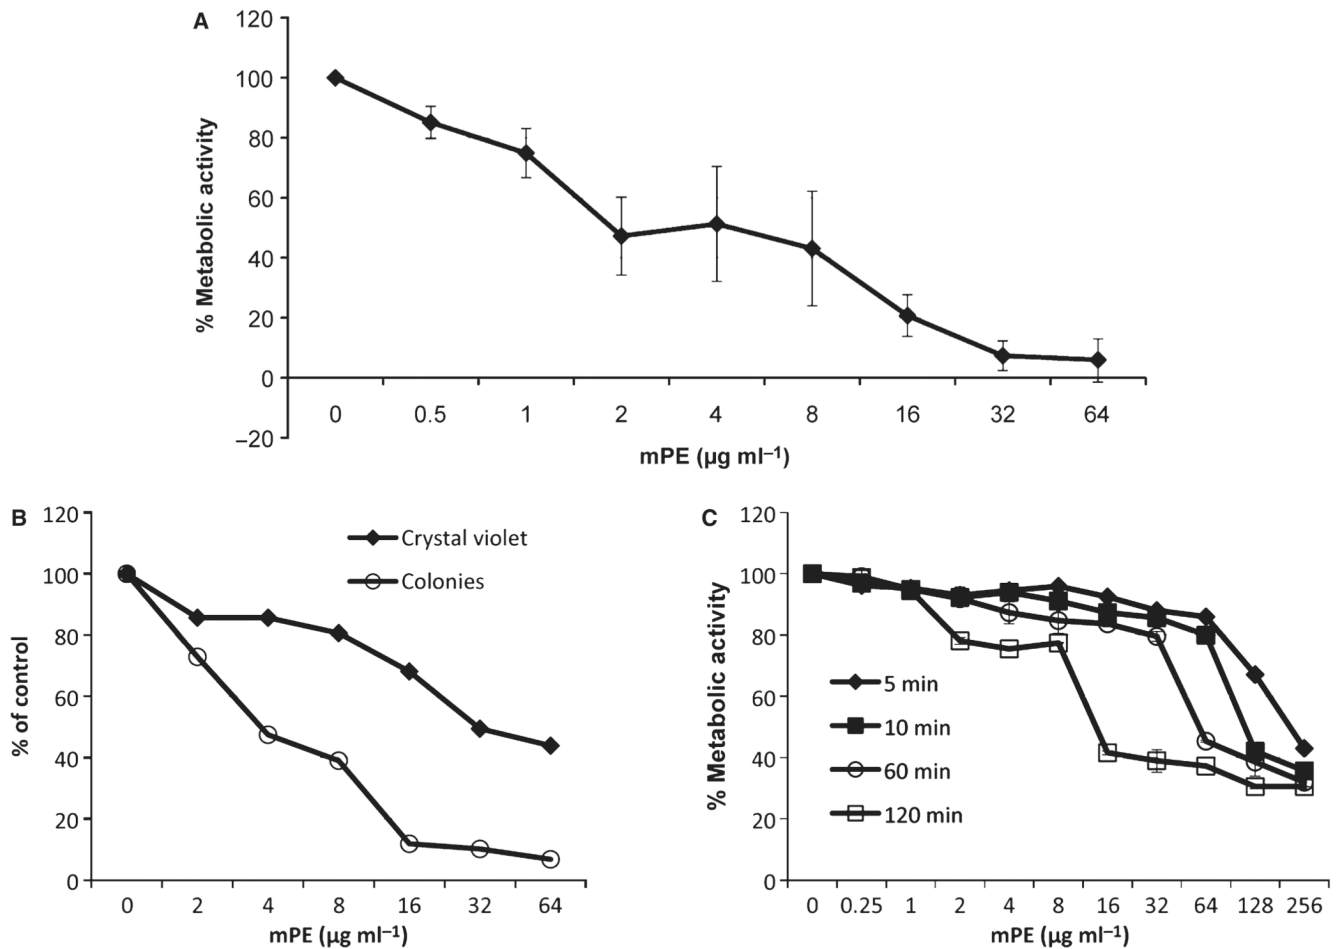 A
% Metabolic activity
120
100
80
60
40
20
0
−20
0 0.5 1 2 4 8 16 32 64
mPE (µg ml⁻¹)
B
% of control
120
100
80
60
40
20
0
Crystal violet
Colonies
0 2 4 8 16 32 64
mPE (µg ml⁻¹)
C
% Metabolic activity
120
100
80
60
40
20
0
5 min
10 min
60 min
120 min
0 0.25 1 2 4 8 16 32 64 128 256
mPE (µg ml⁻¹)